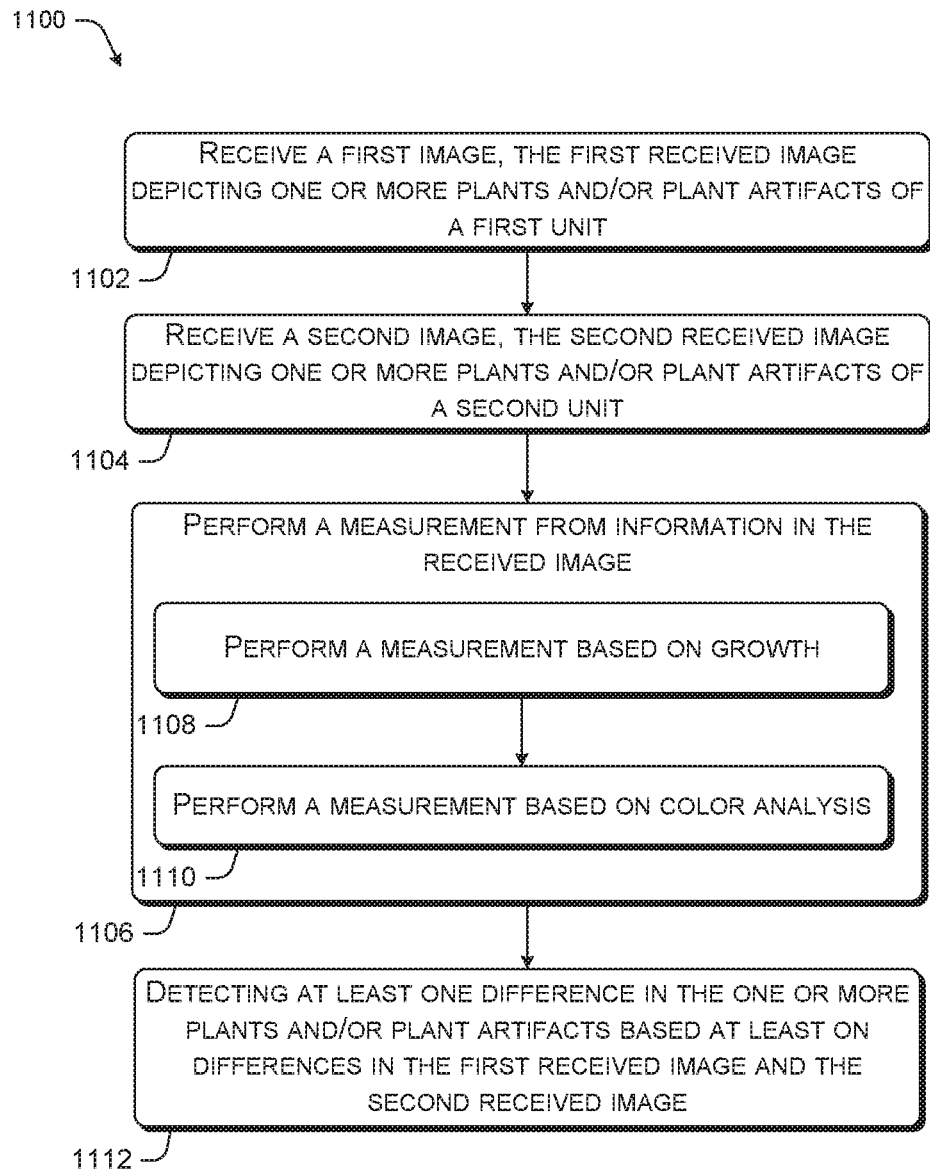 1100
RECEIVE A FIRST IMAGE, THE FIRST RECEIVED IMAGE
DEPICTING ONE OR MORE PLANTS AND/OR PLANT ARTIFACTS OF
A FIRST UNIT
1102
RECEIVE A SECOND IMAGE, THE SECOND RECEIVED IMAGE
DEPICTING ONE OR MORE PLANTS AND/OR PLANT ARTIFACTS OF
A SECOND UNIT
1104
PERFORM A MEASUREMENT FROM INFORMATION IN THE
RECEIVED IMAGE
PERFORM A MEASUREMENT BASED ON GROWTH
1108
PERFORM A MEASUREMENT BASED ON COLOR ANALYSIS
1110
1106
DETECTING AT LEAST ONE DIFFERENCE IN THE ONE OR MORE
PLANTS AND/OR PLANT ARTIFACTS BASED AT LEAST ON
DIFFERENCES IN THE FIRST RECEIVED IMAGE AND THE
SECOND RECEIVED IMAGE
1112